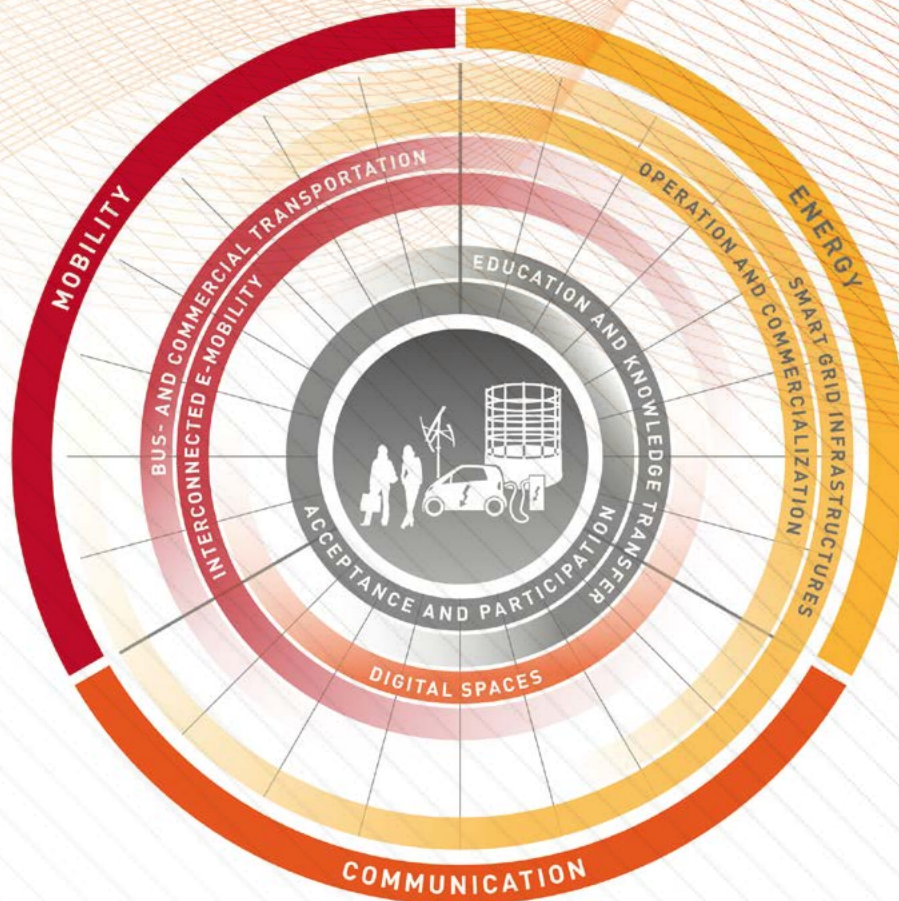 MOBILITY
ENERGY
COMMUNICATION
BUS- AND COMMERCIAL TRANSPORTATION
INTERCONNECTED E-MOBILITY
OPERATION AND COMMERCIALIZATION
SMART GRID INFRASTRUCTURES
EDUCATION AND KNOWLEDGE TRANSFER
ACCEPTANCE AND PARTICIPATION
DIGITAL SPACES